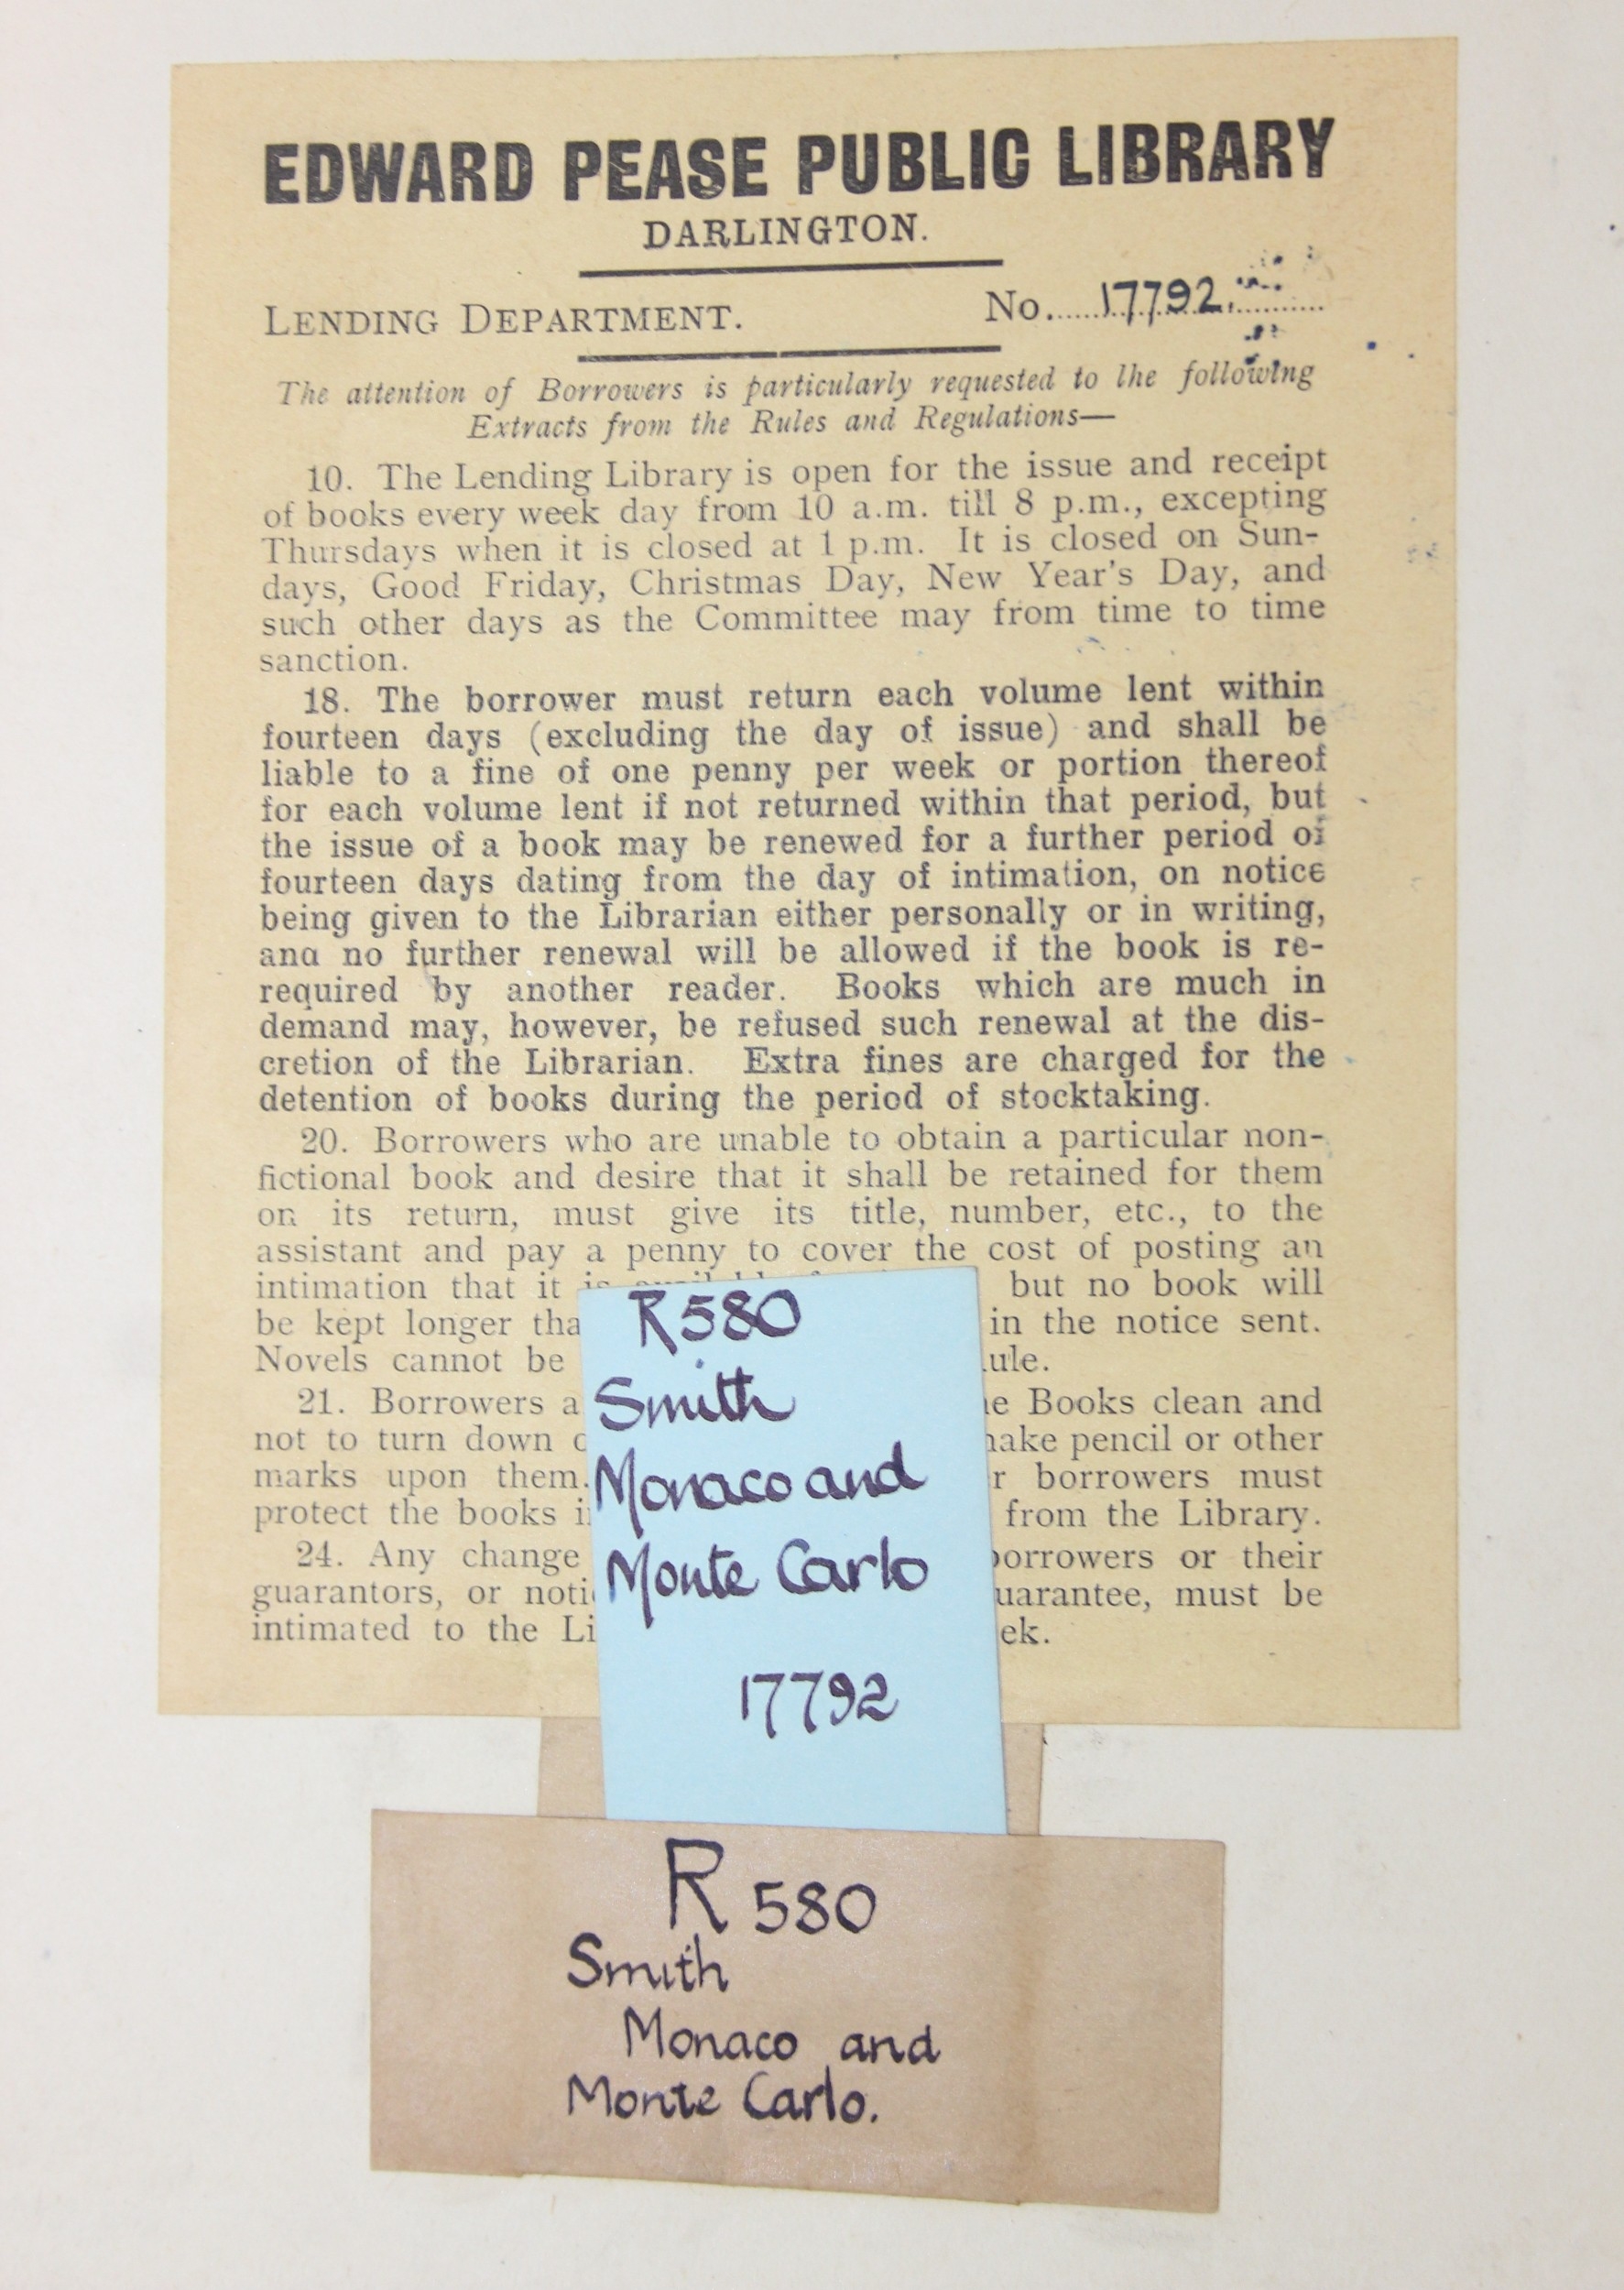 EDWARD PEASE PUBLIC LIBRARY
DARLINGTON.
LENDING DEPARTMENT. No. 17792
The attention of Borrowers is particularly requested to the following
Extracts from the Rules and Regulations—
10. The Lending Library is open for the issue and receipt
of books every week day from 10 a.m. till 8 p.m., excepting
Thursdays when it is closed at 1 p.m. It is closed on Sun-
days, Good Friday, Christmas Day, New Year's Day, and
such other days as the Committee may from time to time
sanction.
18. The borrower must return each volume lent within
fourteen days (excluding the day of issue) and shall be
liable to a fine of one penny per week or portion thereof
for each volume lent if not returned within that period, but
the issue of a book may be renewed for a further period of
fourteen days dating from the day of intimation, on notice
being given to the Librarian either personally or in writing,
and no further renewal will be allowed if the book is re-
required by another reader. Books which are much in
demand may, however, be refused such renewal at the dis-
cretion of the Librarian. Extra fines are charged for the
detention of books during the period of stocktaking.
20. Borrowers who are unable to obtain a particular non-
fictional book and desire that it shall be retained for them
on its return, must give its title, number, etc., to the
assistant and pay a penny to cover the cost of posting an
intimation that it is but no book will
be kept longer in the notice sent.
Novels cannot be
21. Borrowers Books clean and
not to turn down pencil or other
marks upon them. borrowers must
protect the books from the Library.
24. Any change borrowers or their
guarantors, or must be
intimated to the
R580
Smith
Monaco and
Monte Carlo
17792
R 580
Smith
Monaco and
Monte Carlo.